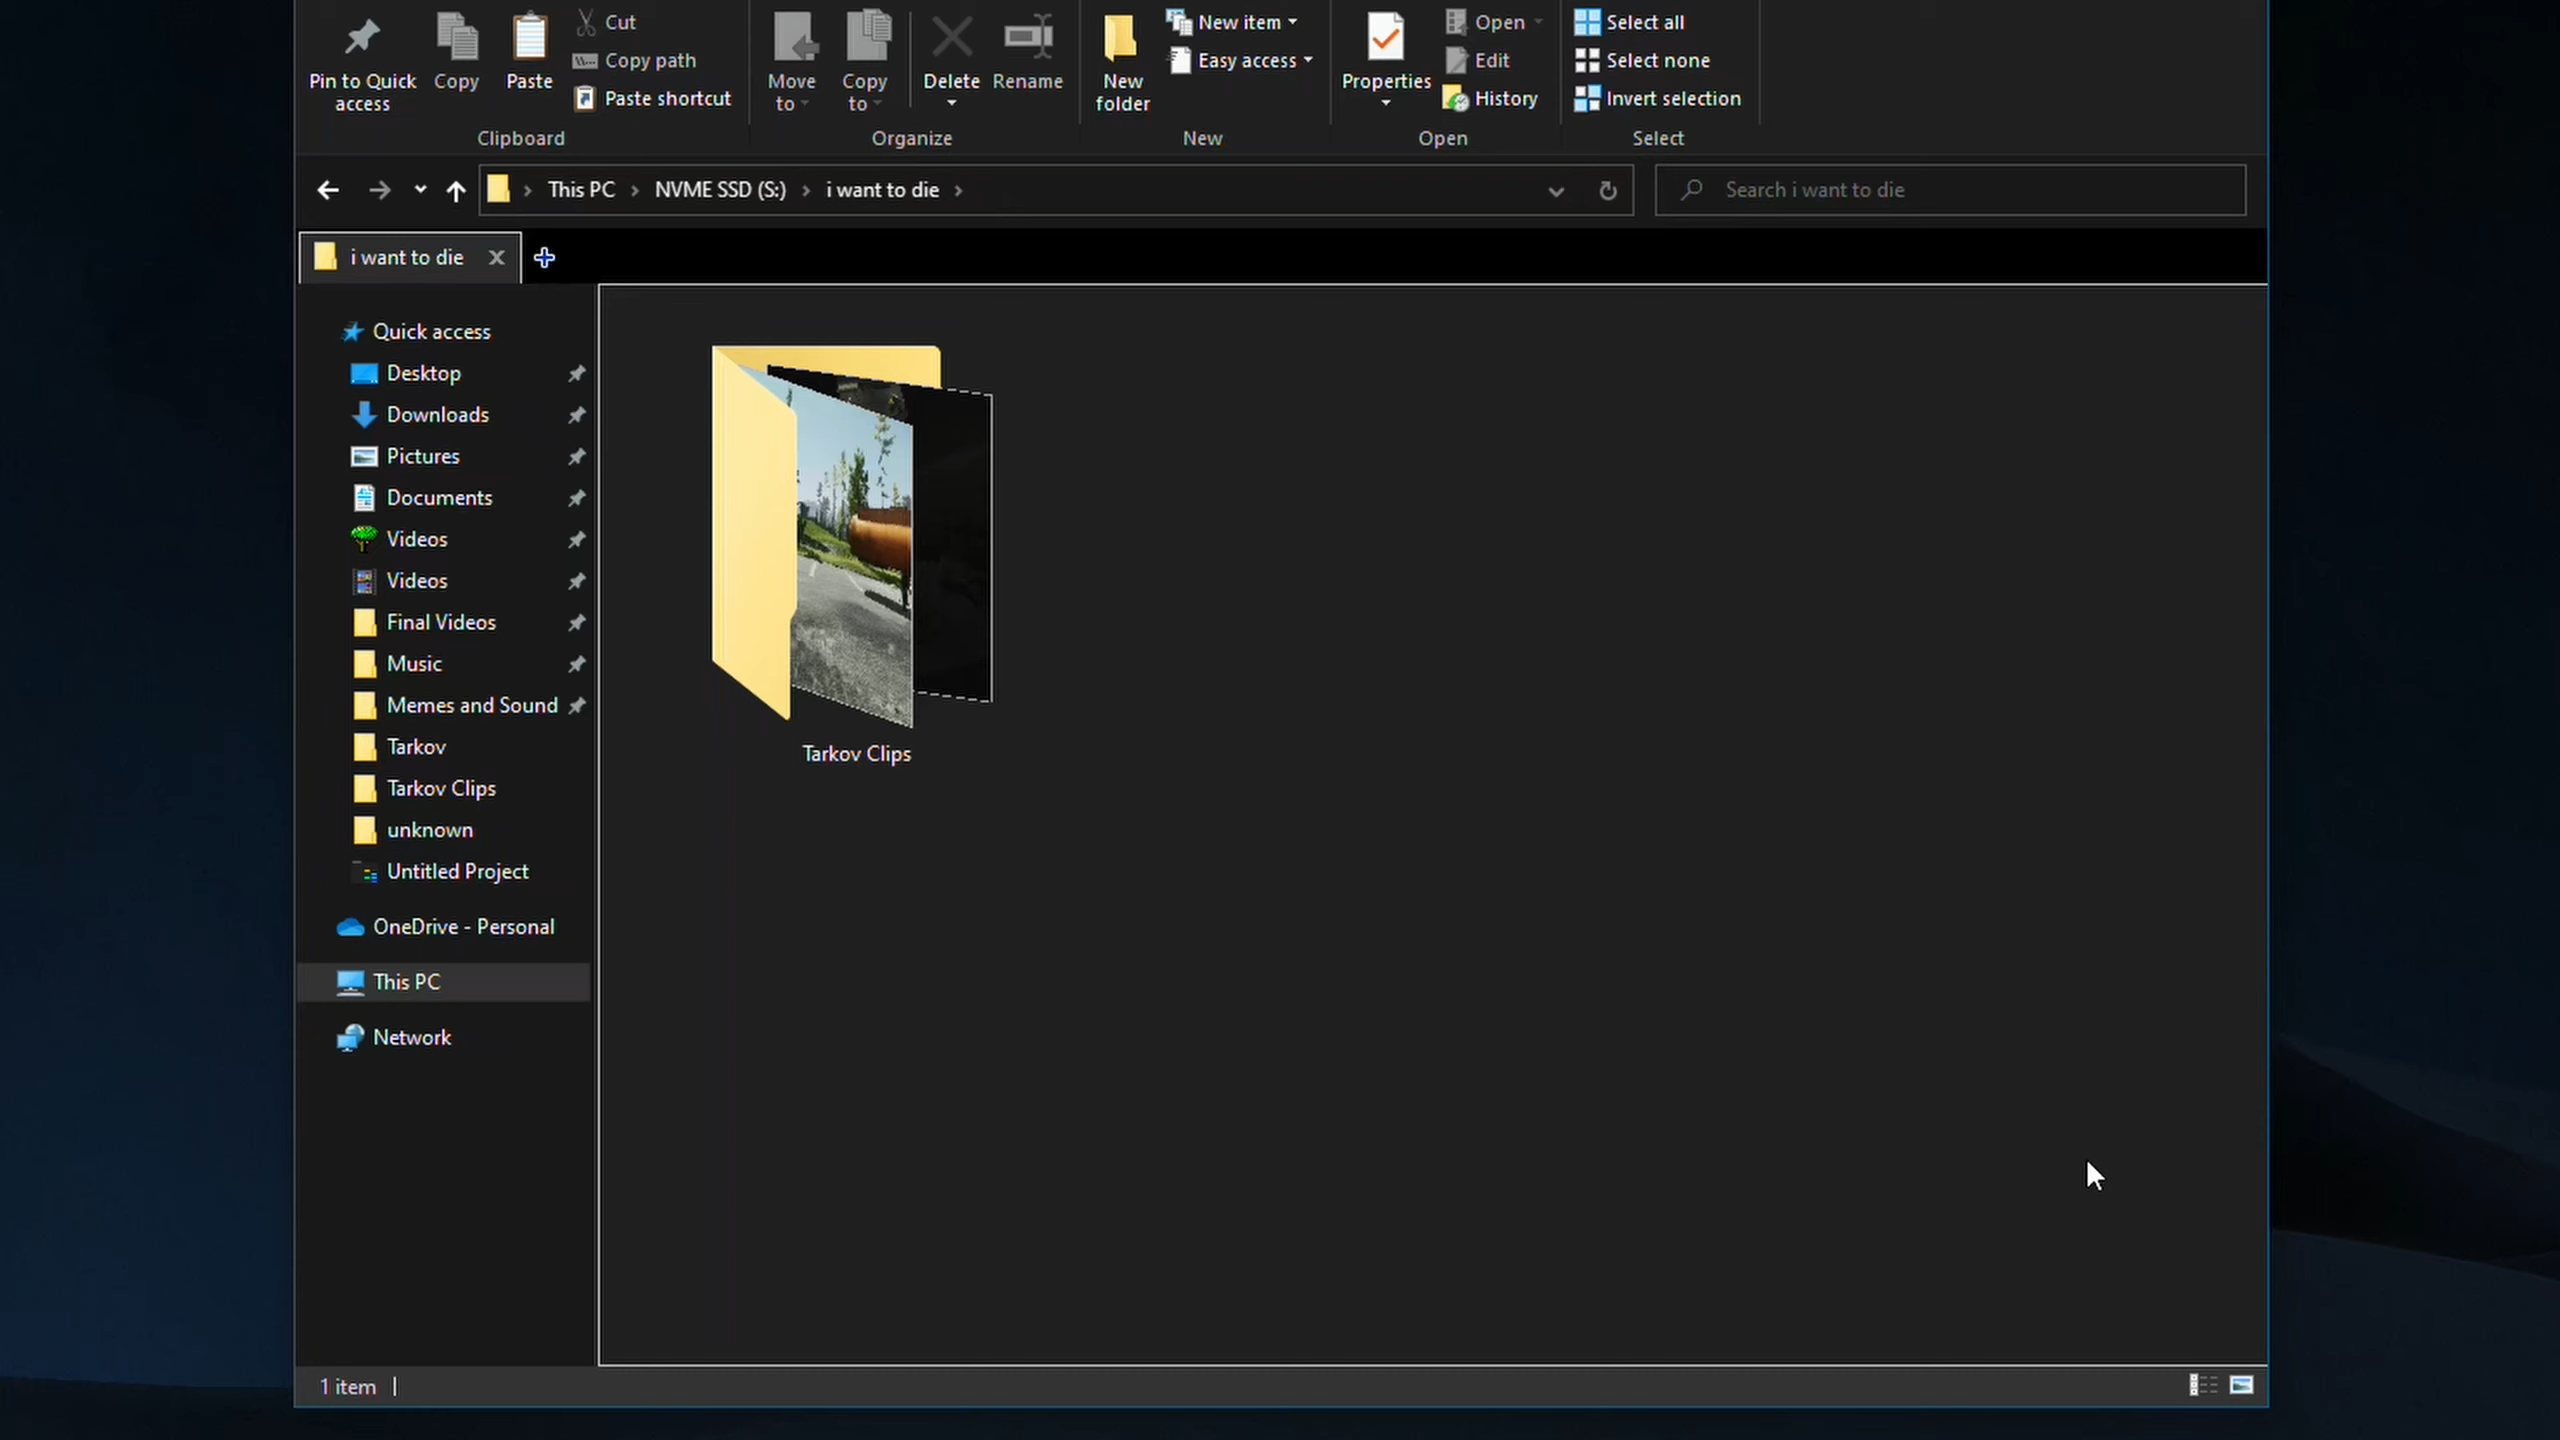 Cut
Copy path
Paste shortcut
Pin to Quick access
Copy
Paste
Clipboard
Move to
Copy to
Delete
Rename
Organize
New folder
New item
Easy access
New
Properties
Open
Edit
History
Open
Select all
Select none
Invert selection
Select
This PC
NVME SSD (S:)
i want to die
Search i want to die
i want to die
Quick access
Desktop
Downloads
Pictures
Documents
Videos
Videos
Final Videos
Music
Memes and Sound
Tarkov
Tarkov Clips
unknown
Untitled Project
OneDrive - Personal
This PC
Network
Tarkov Clips
1 item